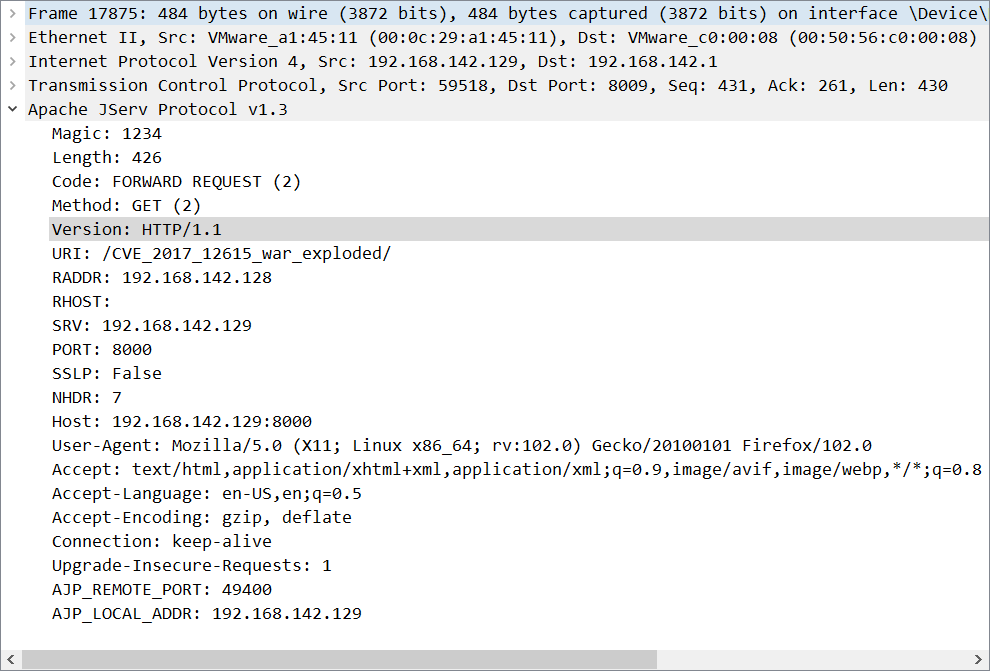 Frame 17875: 484 bytes on wire (3872 bits), 484 bytes captured (3872 bits) on interface \Device\
Ethernet II, Src: VMware_a1:45:11 (00:0c:29:a1:45:11), Dst: VMware_c0:00:08 (00:50:56:c0:00:08)
Internet Protocol Version 4, Src: 192.168.142.129, Dst: 192.168.142.1
Transmission Control Protocol, Src Port: 59518, Dst Port: 8009, Seq: 431, Ack: 261, Len: 430
Apache JServ Protocol v1.3
Magic: 1234
Length: 426
Code: FORWARD REQUEST (2)
Method: GET (2)
Version: HTTP/1.1
URI: /CVE_2017_12615_war_exploded/
RADDR: 192.168.142.128
RHOST:
SRV: 192.168.142.129
PORT: 8000
SSLP: False
NHDR: 7
Host: 192.168.142.129:8000
User-Agent: Mozilla/5.0 (X11; Linux x86_64; rv:102.0) Gecko/20100101 Firefox/102.0
Accept: text/html,application/xhtml+xml,application/xml;q=0.9,image/avif,image/webp,*/*;q=0.8
Accept-Language: en-US,en;q=0.5
Accept-Encoding: gzip, deflate
Connection: keep-alive
Upgrade-Insecure-Requests: 1
AJP_REMOTE_PORT: 49400
AJP_LOCAL_ADDR: 192.168.142.129